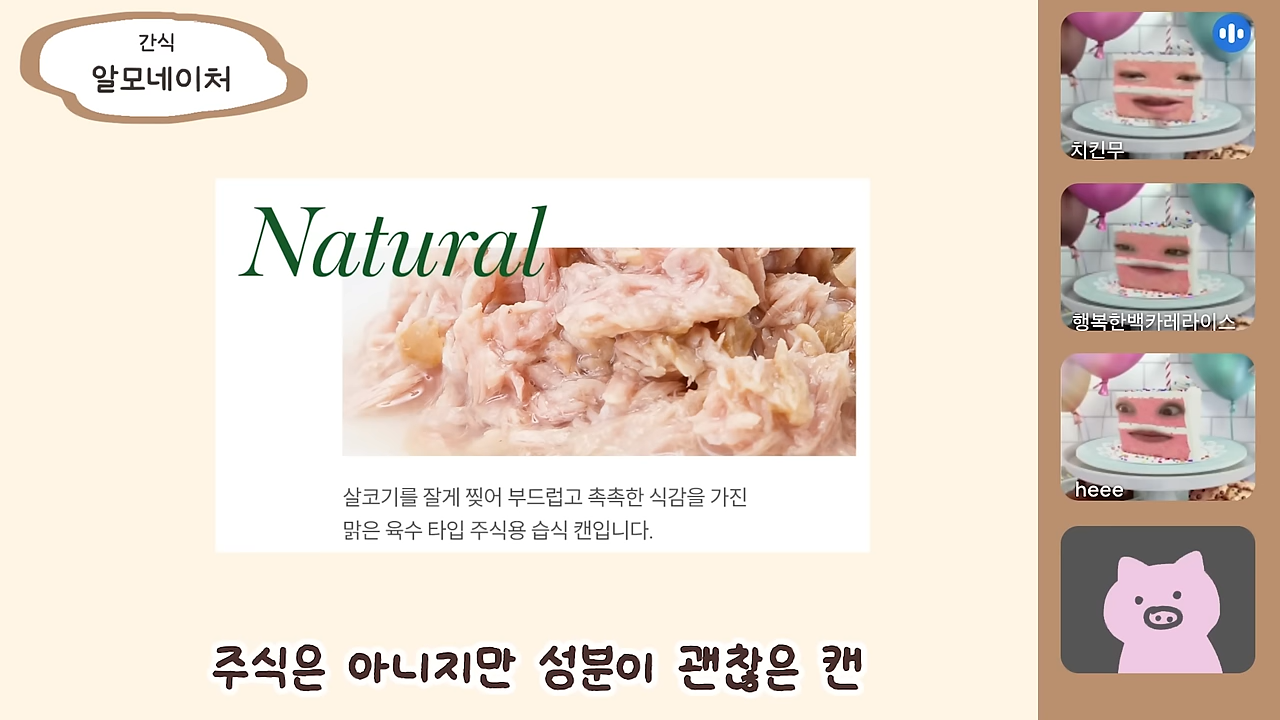 간식
알모네이처
Natural
살코기를 잘게 찢어 부드럽고 촉촉한 식감을 가진
맑은 육수 타입 주식용 습식 캔입니다.
주식은 아니지만 성분이 괜찮은 캔
치킨무
행복한백카레라이스
heee